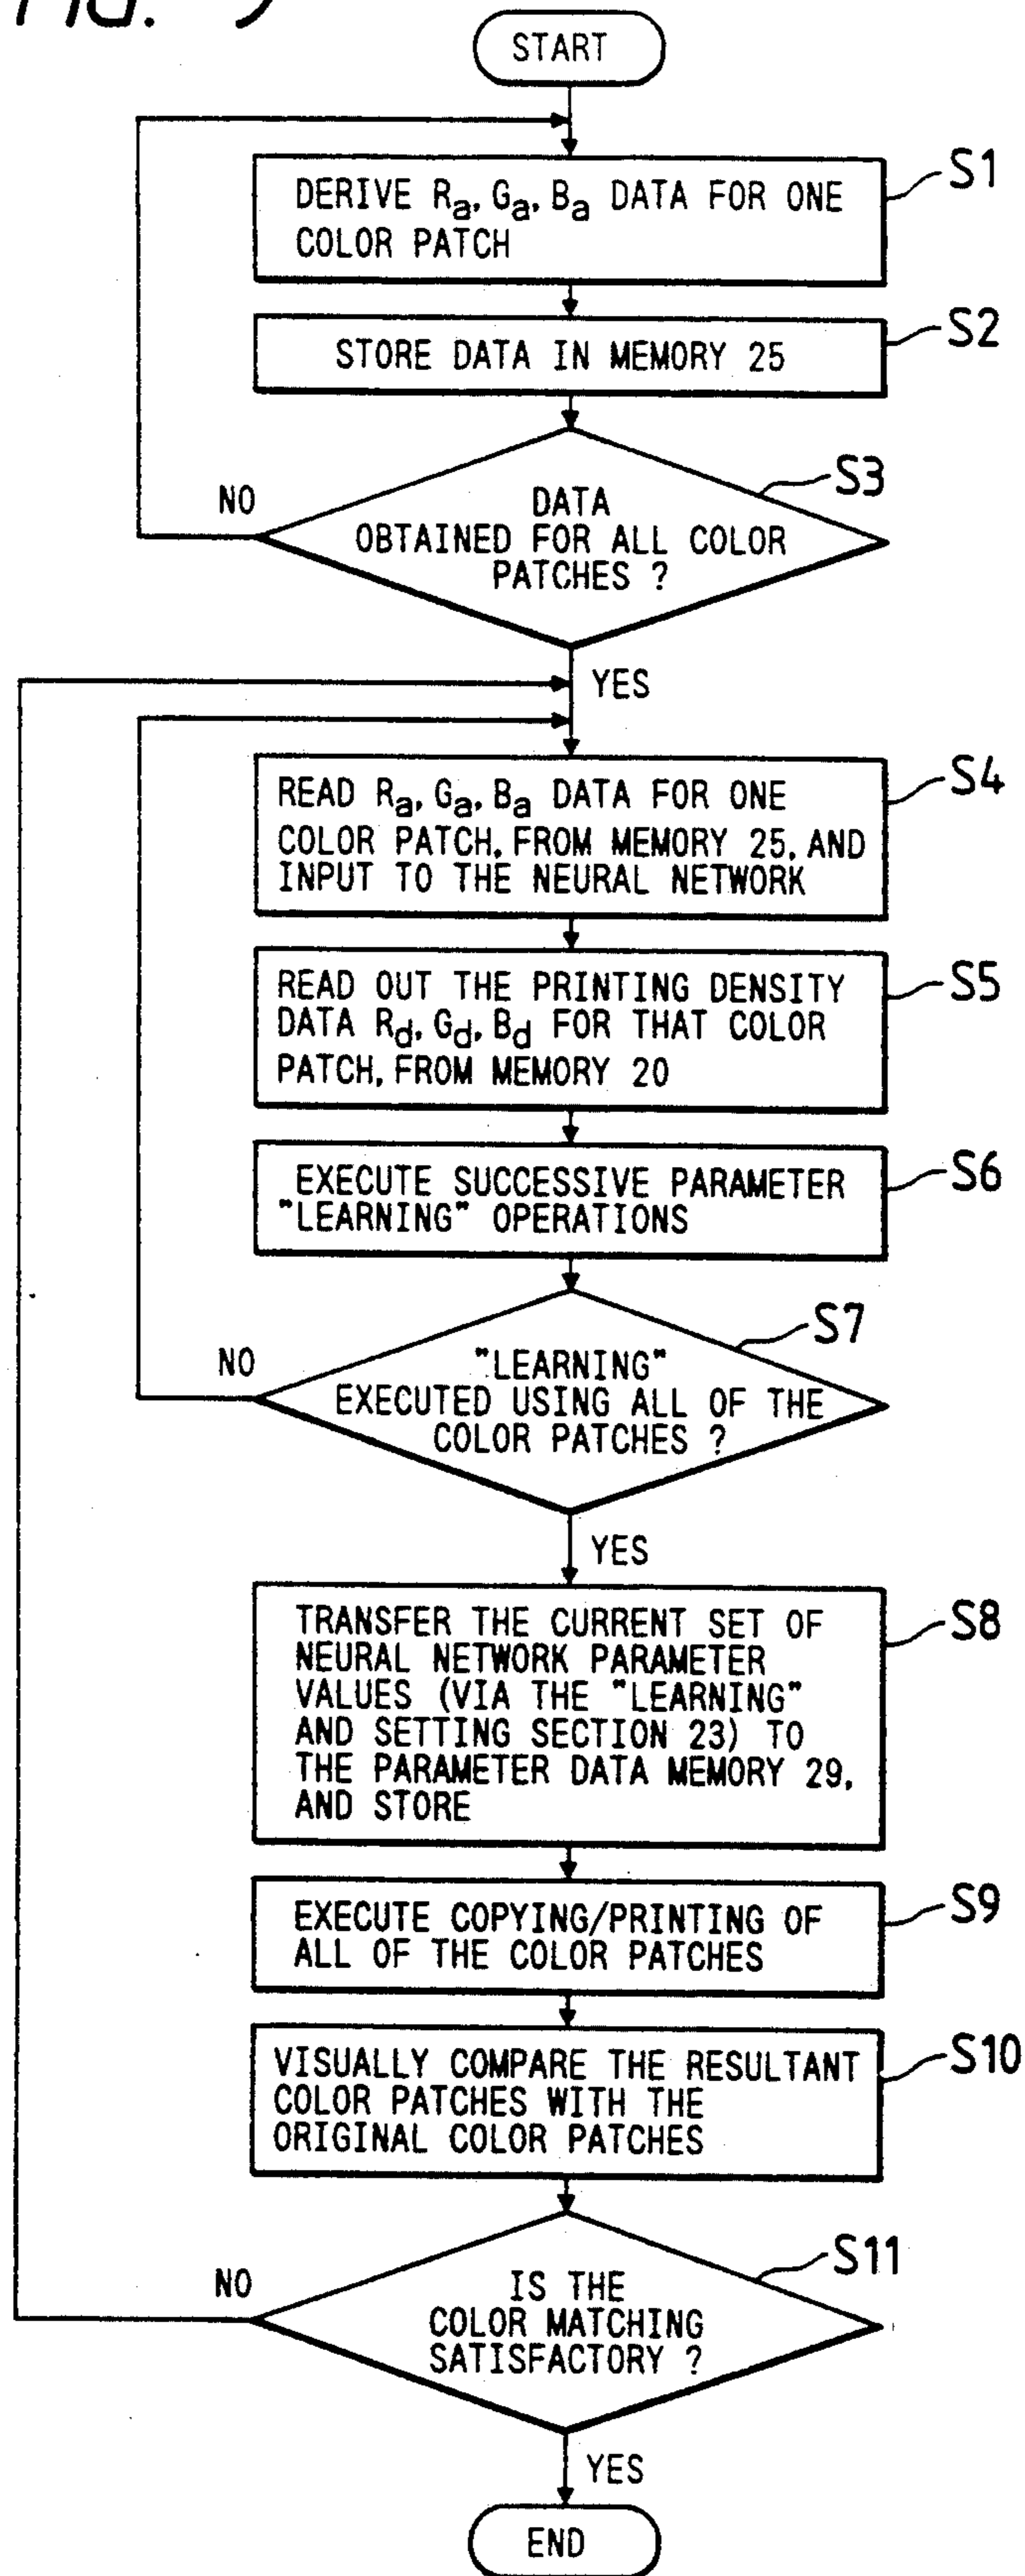 FIG. 9
START
DERIVE Ra, Ga, Ba DATA FOR ONE
COLOR PATCH
S1
STORE DATA IN MEMORY 25
S2
DATA
OBTAINED FOR ALL COLOR
PATCHES ?
S3
NO
YES
READ Ra, Ga, Ba DATA FOR ONE
COLOR PATCH, FROM MEMORY 25, AND
INPUT TO THE NEURAL NETWORK
S4
READ OUT THE PRINTING DENSITY
DATA Rd, Gd, Bd FOR THAT COLOR
PATCH, FROM MEMORY 20
S5
EXECUTE SUCCESSIVE PARAMETER
"LEARNING" OPERATIONS
S6
"LEARNING"
EXECUTED USING ALL OF THE
COLOR PATCHES ?
S7
NO
YES
TRANSFER THE CURRENT SET OF
NEURAL NETWORK PARAMETER
VALUES (VIA THE "LEARNING"
AND SETTING SECTION 23) TO
THE PARAMETER DATA MEMORY 29,
AND STORE
S8
EXECUTE COPYING/PRINTING OF
ALL OF THE COLOR PATCHES
S9
VISUALLY COMPARE THE RESULTANT
COLOR PATCHES WITH THE
ORIGINAL COLOR PATCHES
S10
IS THE
COLOR MATCHING
SATISFACTORY ?
S11
NO
YES
END